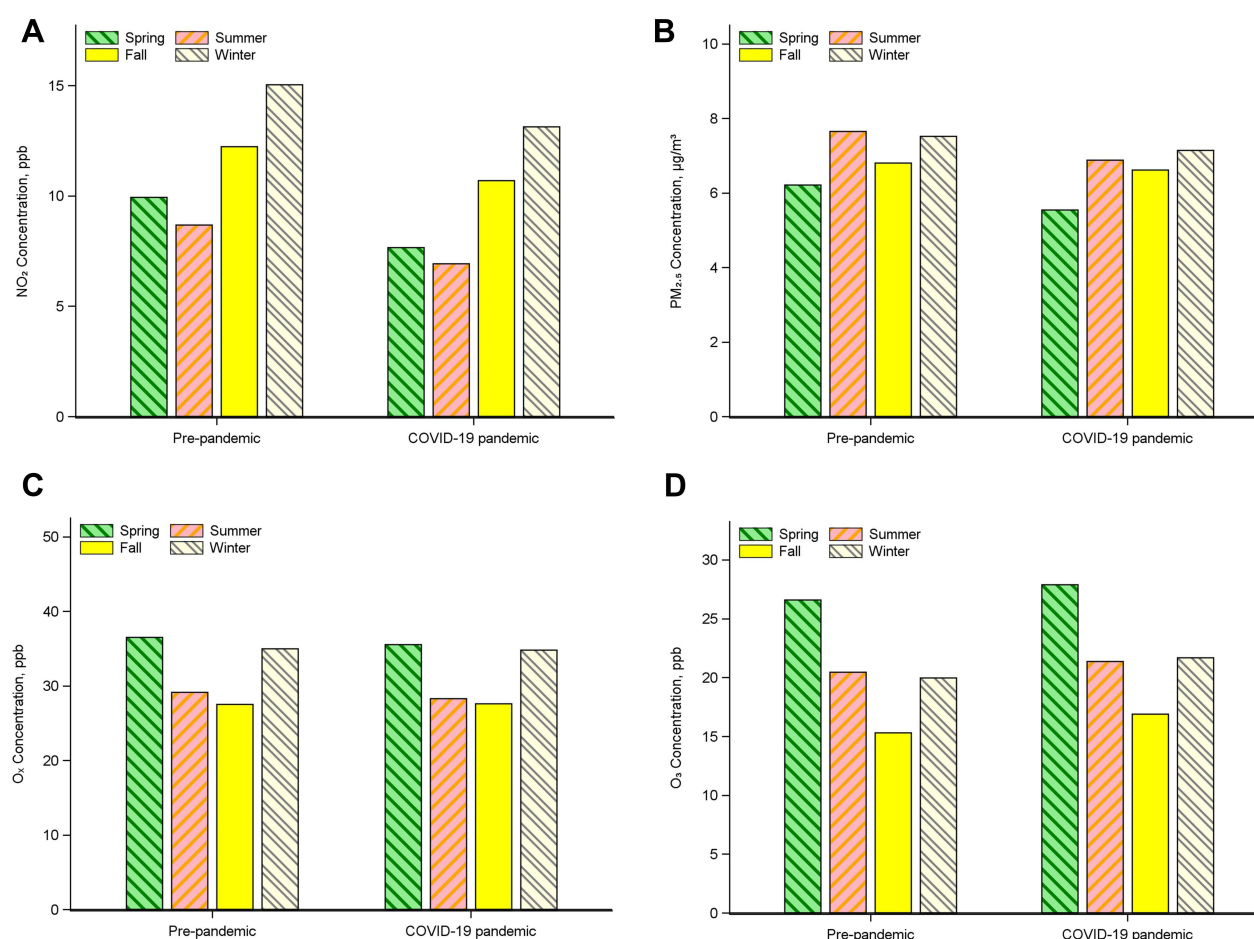 A
Spring Summer
Fall Winter
15
10
5
0
NO₂ Concentration, ppb
Pre-pandemic COVID-19 pandemic
B
Spring Summer
Fall Winter
10
8
6
4
2
0
PM₂.₅ Concentration, µg/m³
Pre-pandemic COVID-19 pandemic
C
Spring Summer
Fall Winter
50
40
30
20
10
0
Oₓ Concentration, ppb
Pre-pandemic COVID-19 pandemic
D
Spring Summer
Fall Winter
30
25
20
15
10
5
0
O₃ Concentration, ppb
Pre-pandemic COVID-19 pandemic